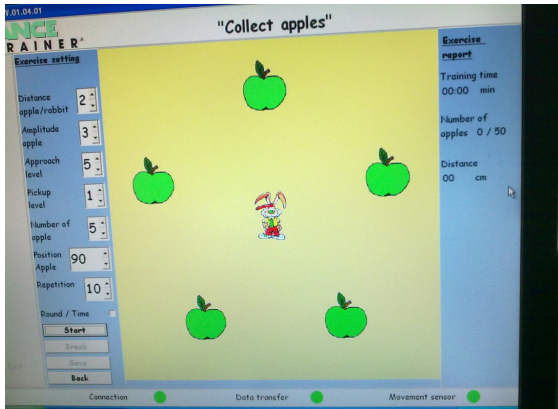 V.01.04.01
"Collect apples"
ANCE
TRAINER
Exercise setting
Distance
apple/rabbit
2
Amplitude
apple
3
Approach
level
5
Pickup
level
1
Number of
apple
5
Position
Apple
90
Repetition
10
Round / Time
Start
Break
Save
Back
Exit
Exercise
report
Training time
00:00 min
Number of
apples 0 / 50
Distance
00 cm
Connection
Data transfer
Movement sensor